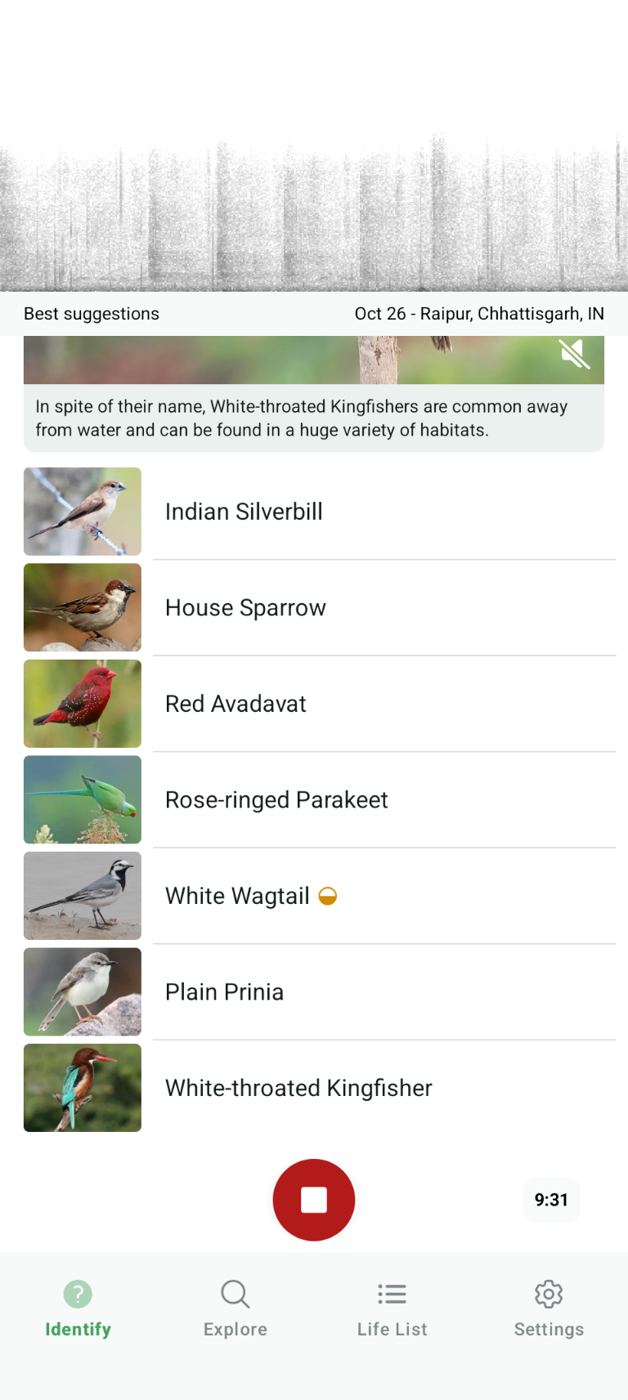 Best suggestions
Oct 26 - Raipur, Chhattisgarh, IN
In spite of their name, White-throated Kingfishers are common away
from water and can be found in a huge variety of habitats.
Indian Silverbill
House Sparrow
Red Avadavat
Rose-ringed Parakeet
White Wagtail
Plain Prinia
White-throated Kingfisher
9:31
?
Identify
Explore
Life List
Settings